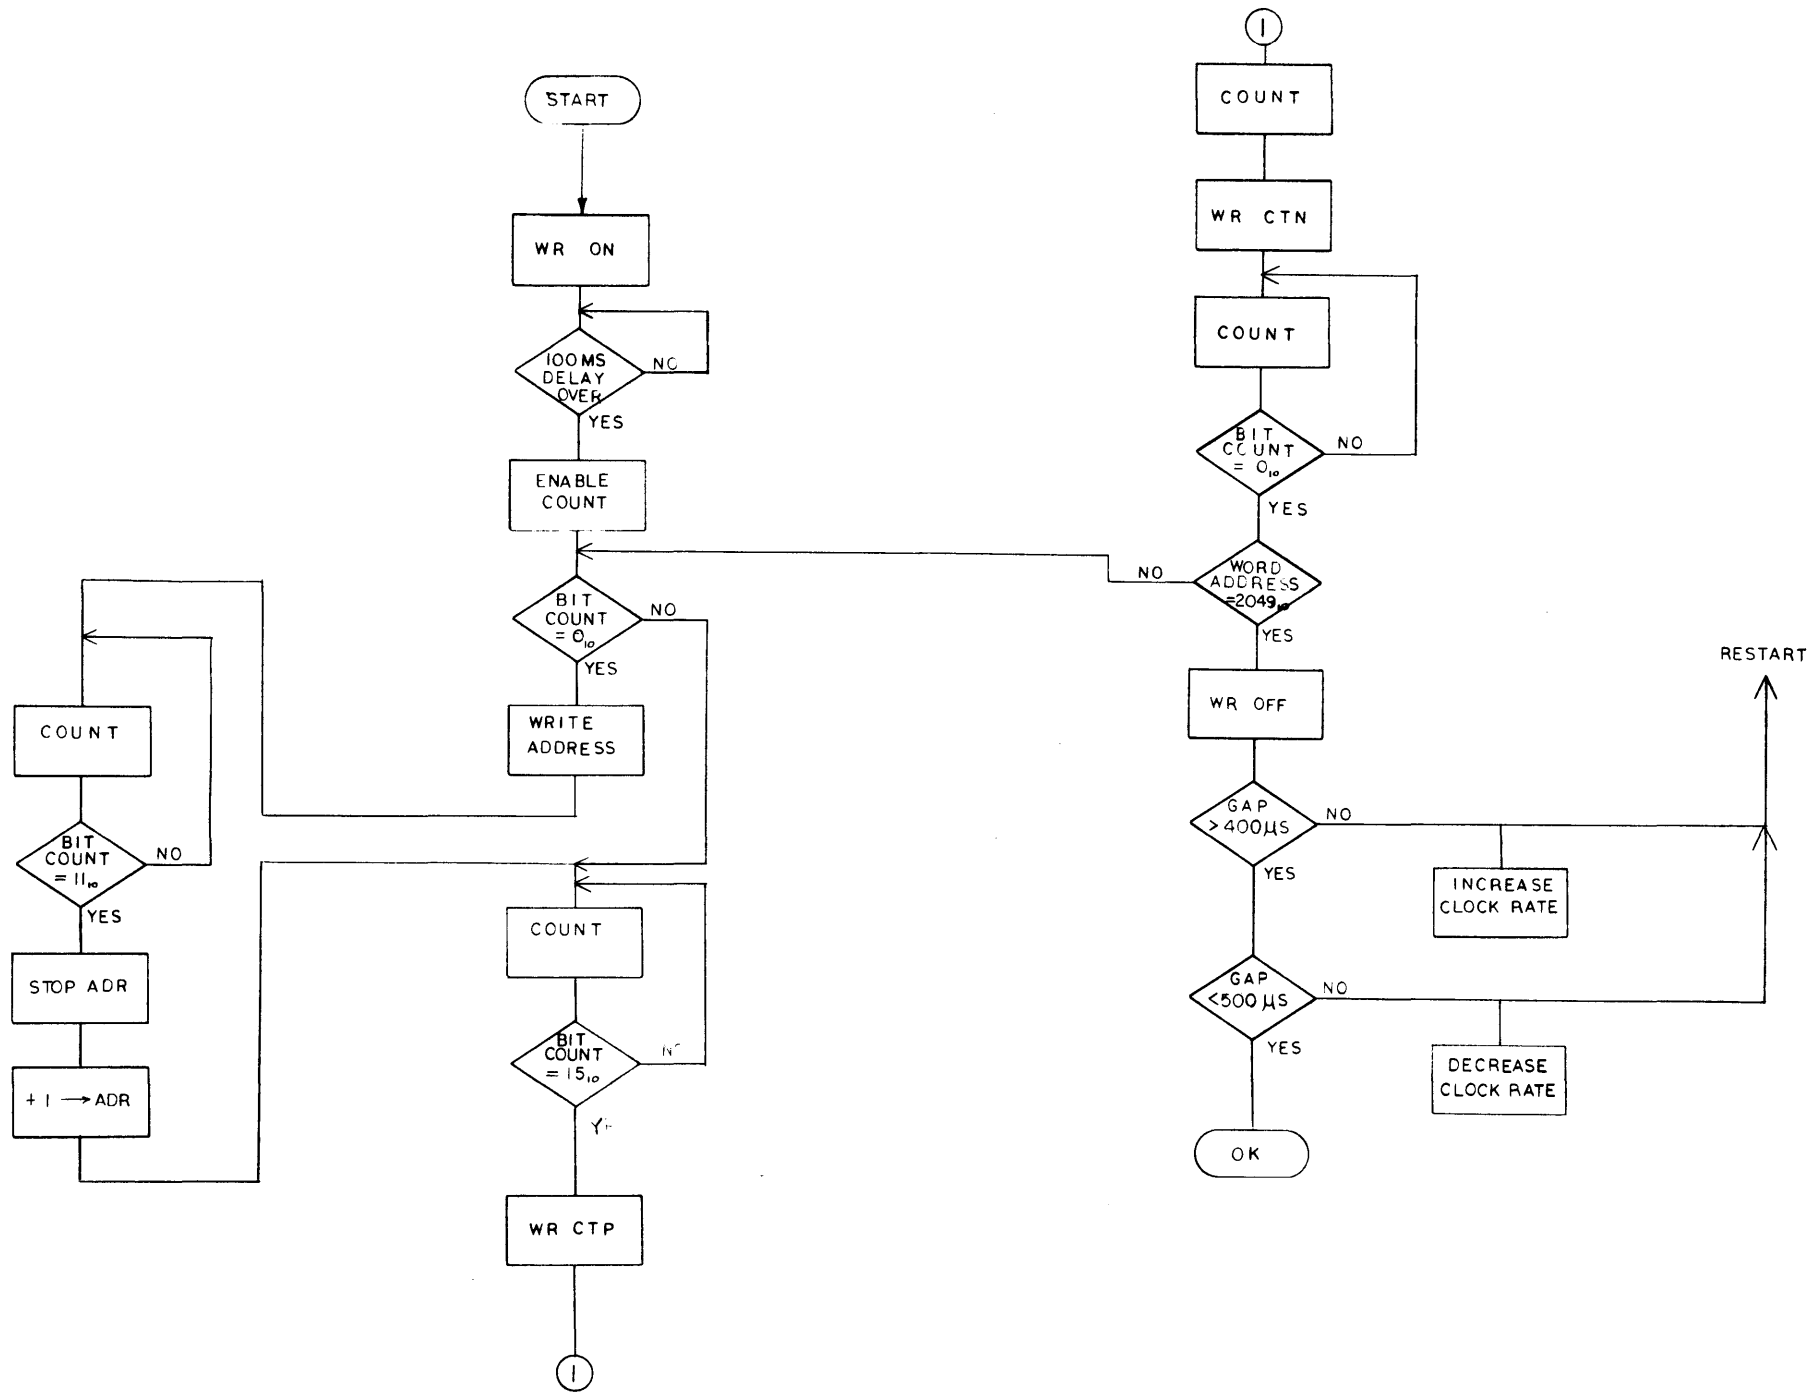 START
WR ON
100 MS
DELAY
OVER
NO
YES
ENABLE
COUNT
BIT
COUNT
= 0₁₀
NO
YES
WRITE
ADDRESS
COUNT
BIT
COUNT
= 11₁₀
NO
YES
STOP ADR
+ 1 → ADR
COUNT
BIT
COUNT
= 15₁₀
WR CTP
1
1
COUNT
WR CTN
COUNT
BIT
COUNT
= 0₁₀
NO
YES
WORD
ADDRESS
=2049₁₀
NO
YES
WR OFF
GAP
>400µS
NO
YES
INCREASE
CLOCK RATE
RESTART
GAP
<500µS
NO
YES
DECREASE
CLOCK RATE
OK